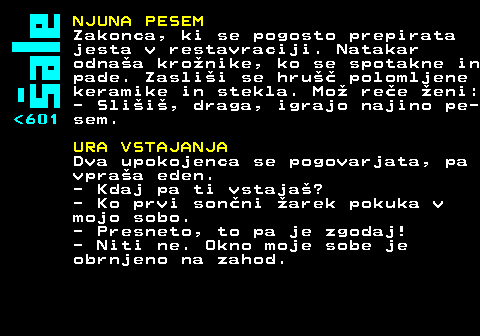 šale
<601
NJUNA PESEM
Zakonca, ki se pogosto prepirata
jesta v restavraciji. Natakar
odnaša krožnike, ko se spotakne in
pade. Zasliši se hrušč polomljene
keramike in stekla. Mož reče ženi:
- Slišiš, draga, igrajo najino pe-
sem.
URA VSTAJANJA
Dva upokojenca se pogovarjata, pa
vpraša eden.
- Kdaj pa ti vstajaš?
- Ko prvi sončni žarek pokuka v
mojo sobo.
- Presneto, to pa je zgodaj!
- Niti ne. Okno moje sobe je
obrnjeno na zahod.